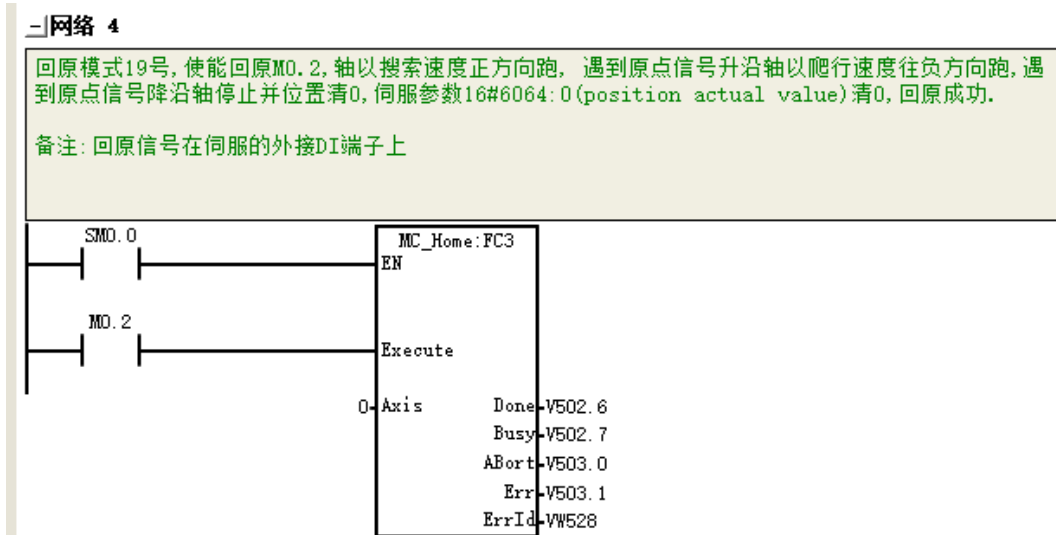 网络 4
回原模式19号,使能回原M0.2,轴以搜索速度正方向跑, 遇到原点信号升沿轴以爬行速度往负方向跑,遇
到原点信号降沿轴停止并位置清0,伺服参数16#6064:0(position actual value)清0,回原成功.
备注:回原信号在伺服的外接DI端子上
SM0.0
MC_Home:FC3
EN
M0.2
Execute
0 Axis Done V502.6
Busy V502.7
ABort V503.0
Err V503.1
ErrId VW528